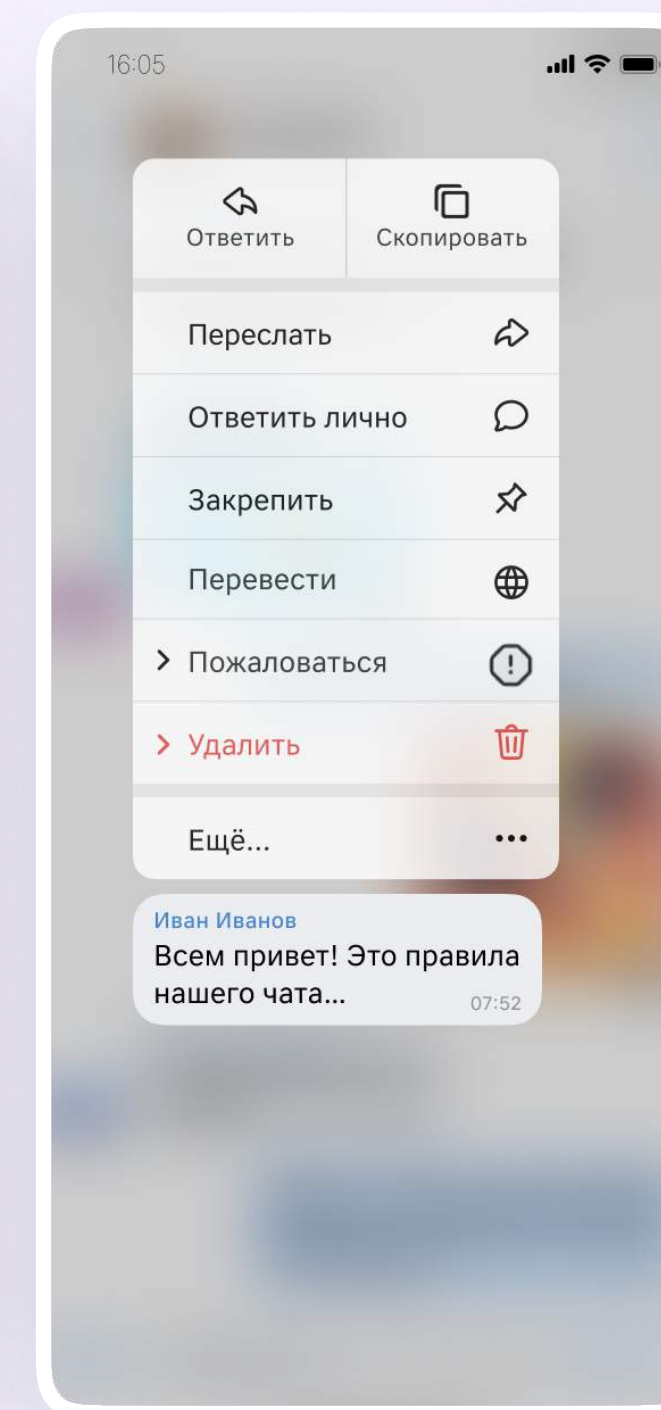 16:05
Ответить
Скопировать
Переслать
Ответить лично
Закрепить
Перевести
Пожаловаться
Удалить
Ещё...
Иван Иванов
Всем привет! Это правила
нашего чата...
07:52